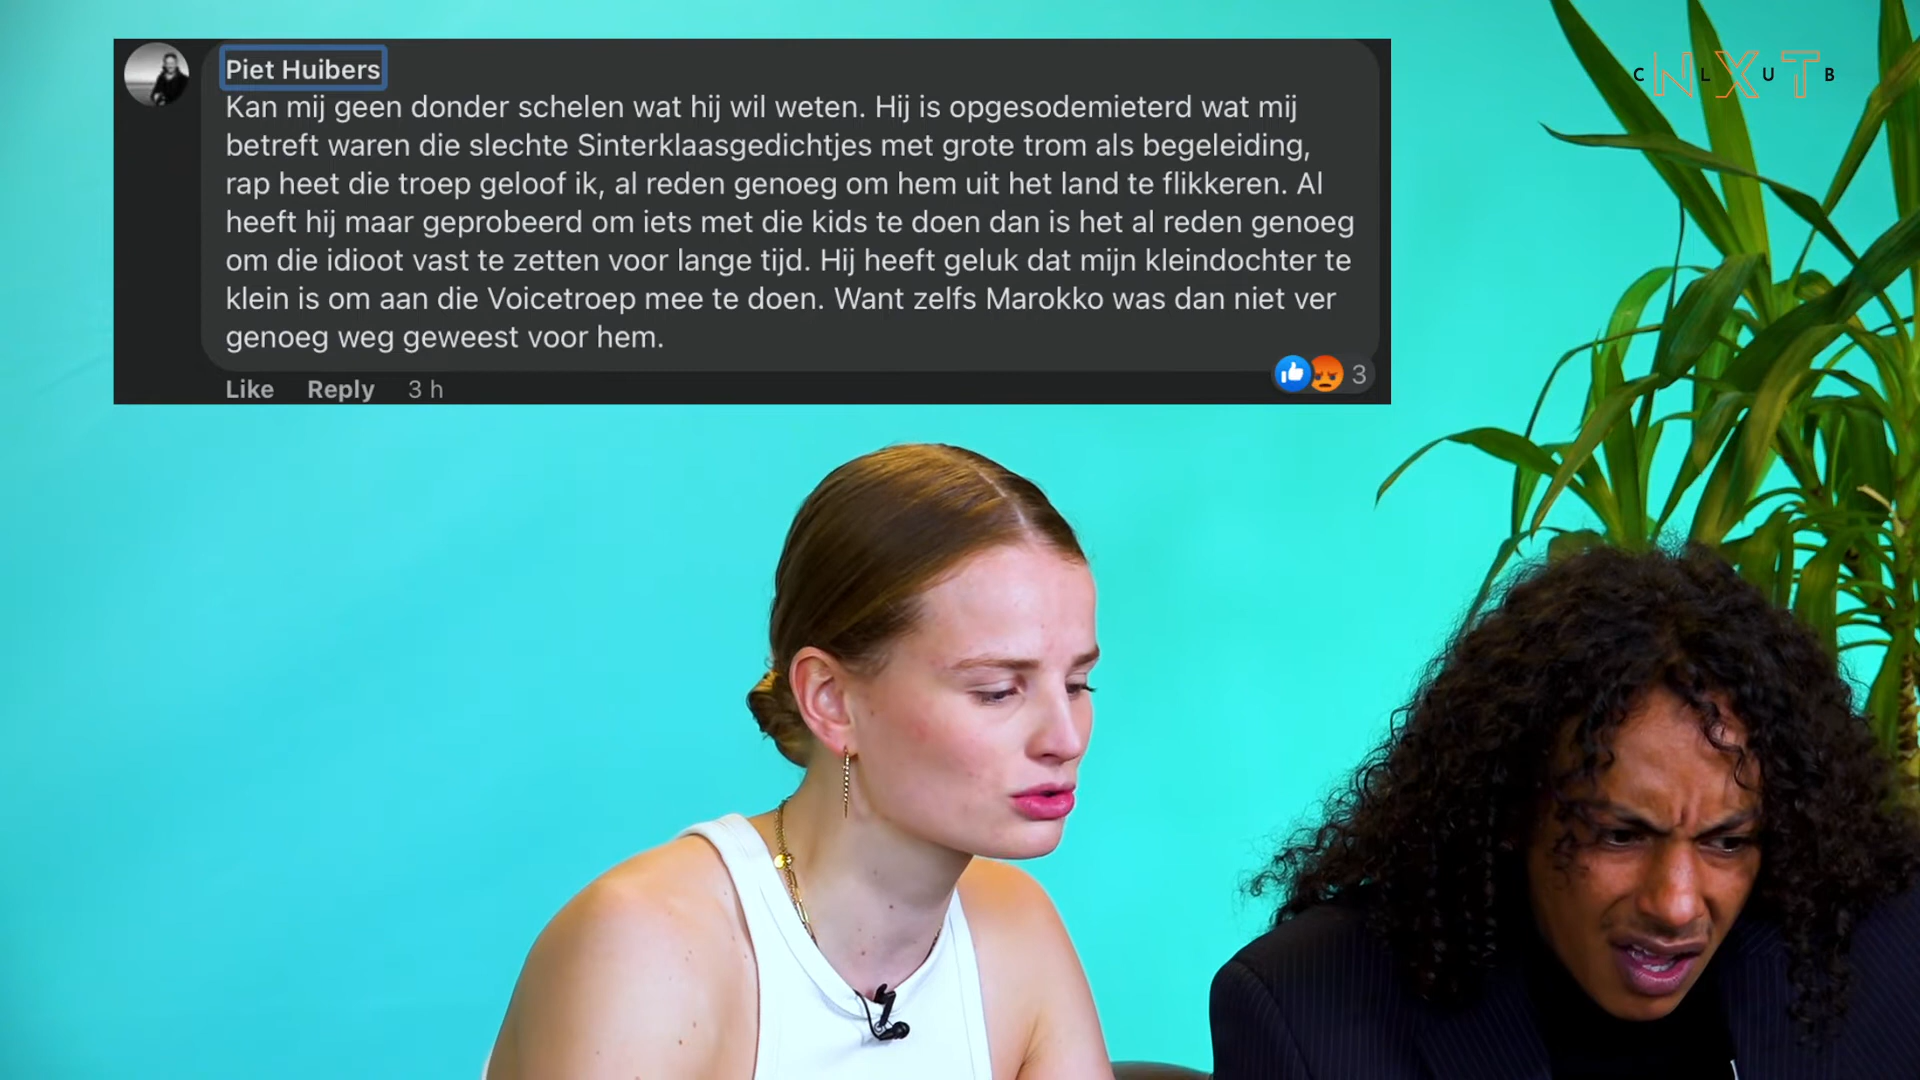 Piet Huibers
Kan mij geen donder schelen wat hij wil weten. Hij is opgesodemieterd wat mij
betreft waren die slechte Sinterklaasgedichtjes met grote trom als begeleiding,
rap heet die troep geloof ik, al reden genoeg om hem uit het land te flikkeren. Al
heeft hij maar geprobeerd om iets met die kids te doen dan is het al reden genoeg
om die idioot vast te zetten voor lange tijd. Hij heeft geluk dat mijn kleindochter te
klein is om aan die Voicetroep mee te doen. Want zelfs Marokko was dan niet ver
genoeg weg geweest voor hem.
Like Reply 3 h
3
CLUB
NXT